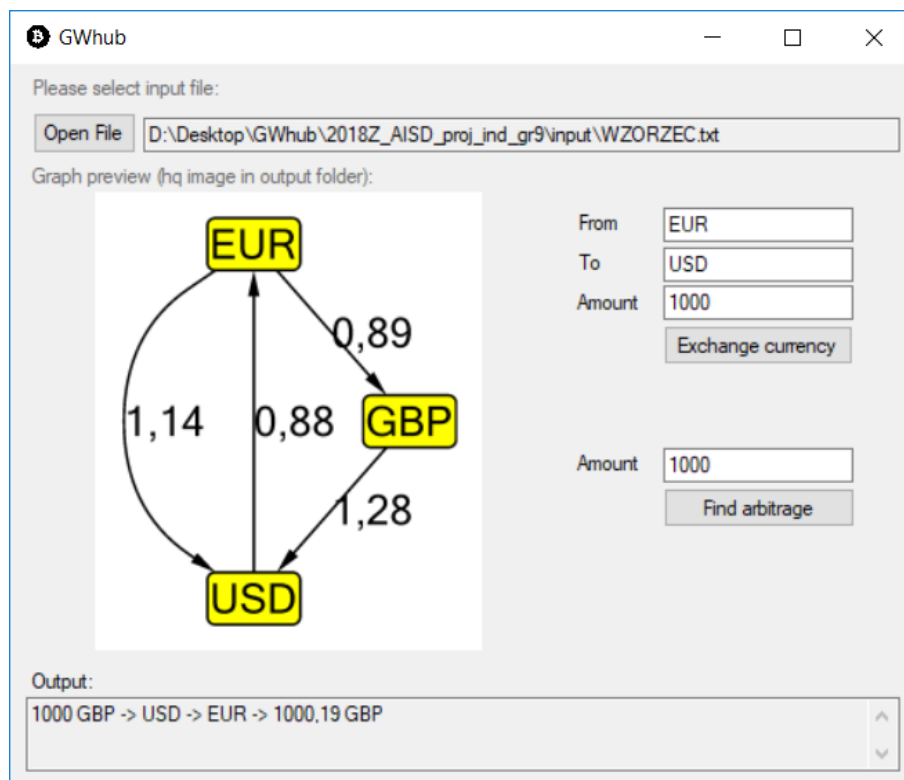 GWhub
Please select input file:
Open File D:\Desktop\GWhub\2018Z_AISD_proj_ind_gr9\input\WZORZEC.txt
Graph preview (hq image in output folder):
EUR
0,89
1,14
0,88
GBP
1,28
USD
From EUR
To USD
Amount 1000
Exchange currency
Amount 1000
Find arbitrage
Output:
1000 GBP -> USD -> EUR -> 1000,19 GBP